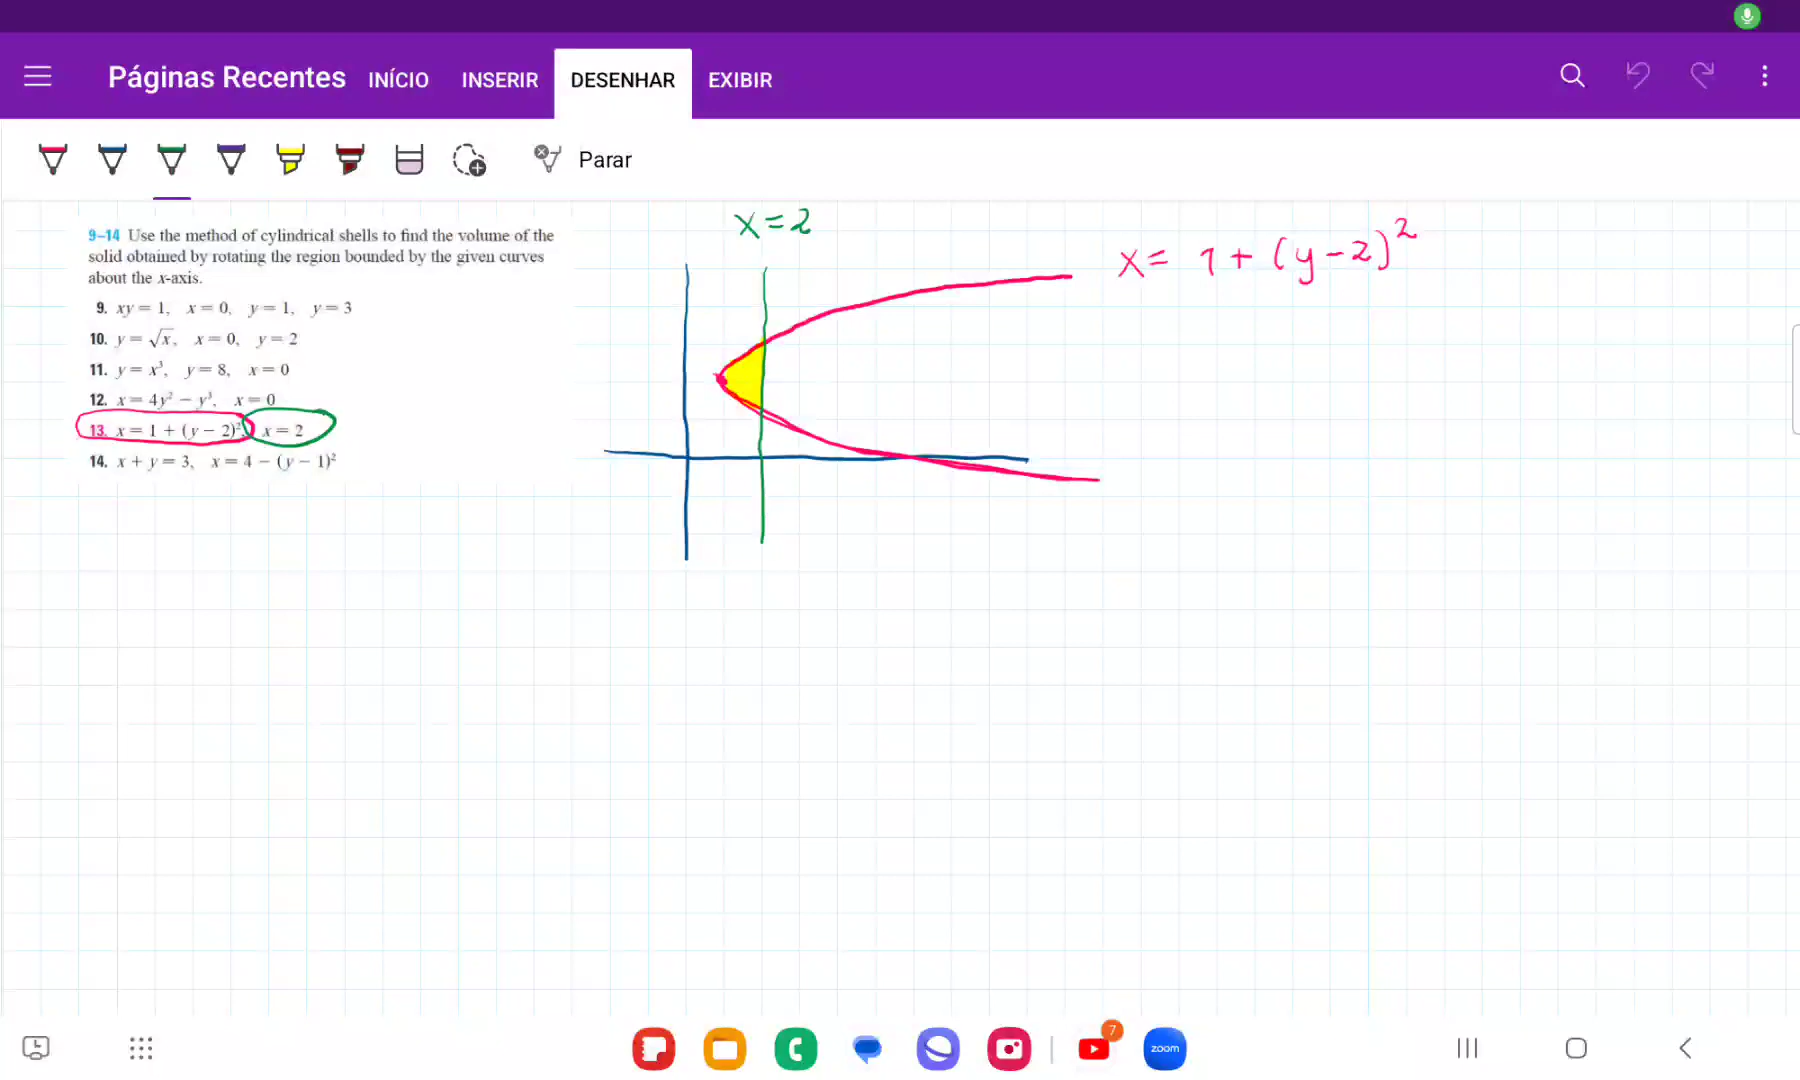 Páginas Recentes INÍCIO INSERIR DESENHAR EXIBIR
Parar
9–14 Use the method of cylindrical shells to find the volume of the
solid obtained by rotating the region bounded by the given curves
about the x-axis.
9. xy = 1, x = 0, y = 1, y = 3
10. y = √x, x = 0, y = 2
11. y = x³, y = 8, x = 0
12. x = 4y² − y³, x = 0
13. x = 1 + (y − 2)², x = 2
14. x + y = 3, x = 4 − (y − 1)²
x = 2
x = 1 + (y − 2)²
7
zoom